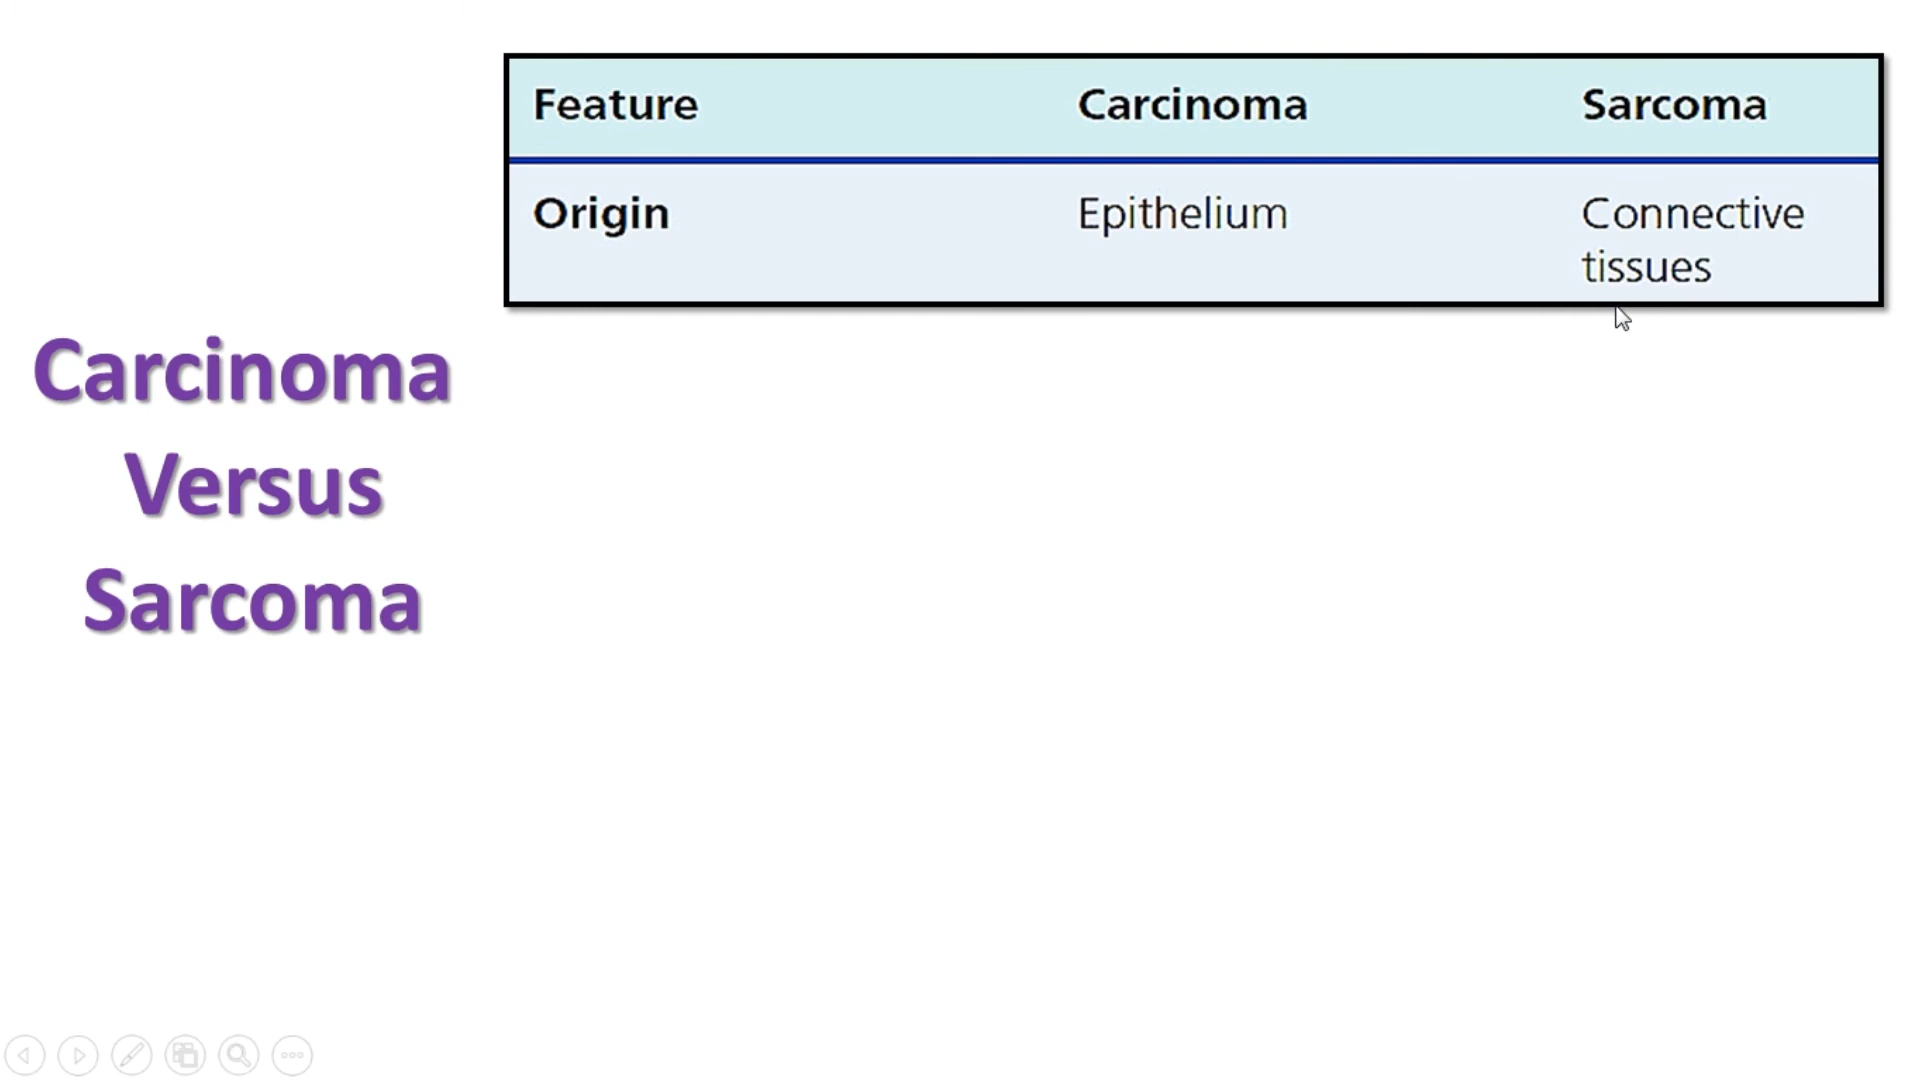 Carcinoma
Versus
Sarcoma
Feature Carcinoma Sarcoma
Origin Epithelium Connective
tissues